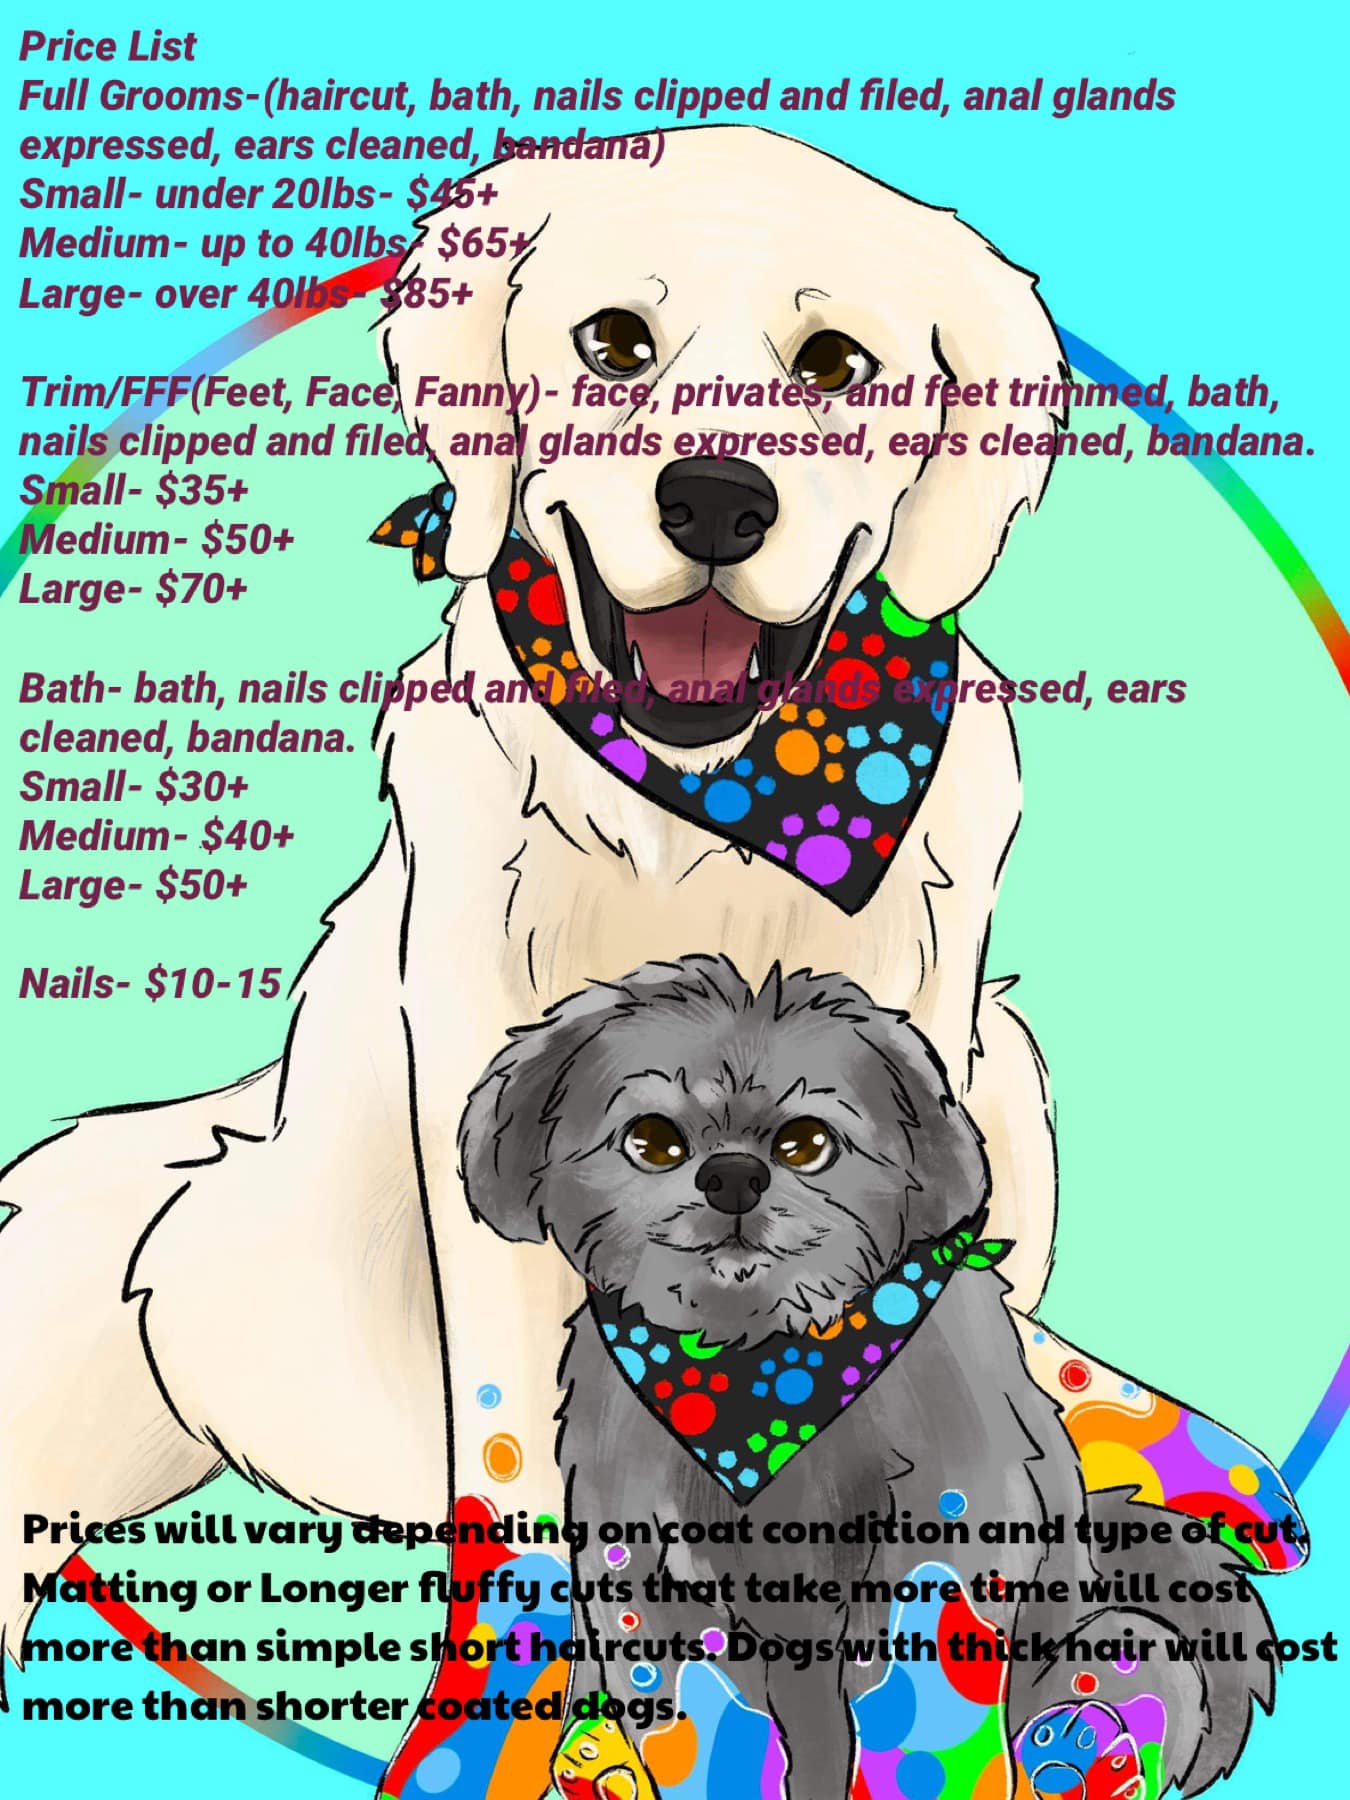 Price List
Full Grooms-(haircut, bath, nails clipped and filed, anal glands
expressed, ears cleaned, bandana)
Small- under 20lbs- $45+
Medium- up to 40lbs- $65+
Large- over 40lbs- $85+
Trim/FFF(Feet, Face, Fanny)- face, privates, and feet trimmed, bath,
nails clipped and filed, anal glands expressed, ears cleaned, bandana.
Small- $35+
Medium- $50+
Large- $70+
Bath- bath, nails clipped and filed, anal glands expressed, ears
cleaned, bandana.
Small- $30+
Medium- $40+
Large- $50+
Nails- $10-15
Prices will vary depending on coat condition and type of cut.
Matting or Longer fluffy cuts that take more time will cost
more than simple short haircuts. Dogs with thick hair will cost
more than shorter coated dogs.